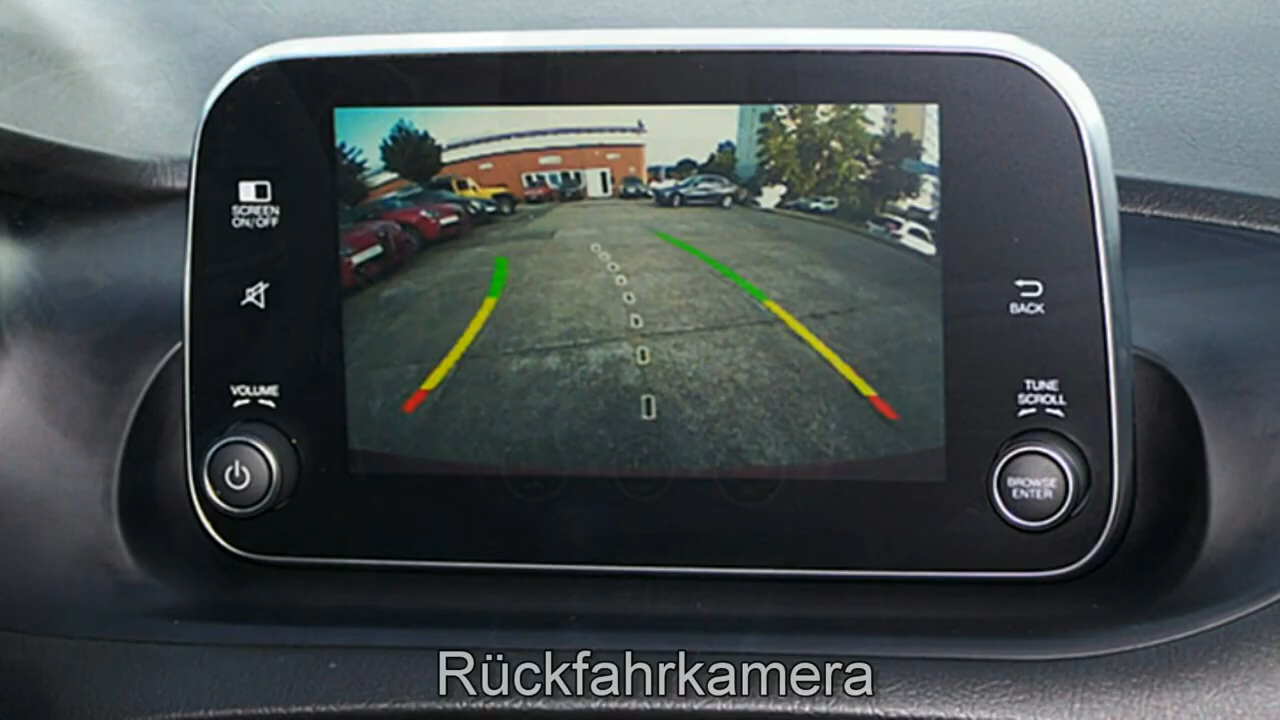 SCREEN
ON/OFF
VOLUME
BACK
TUNE
SCROLL
BROWSE
ENTER
Rückfahrkamera